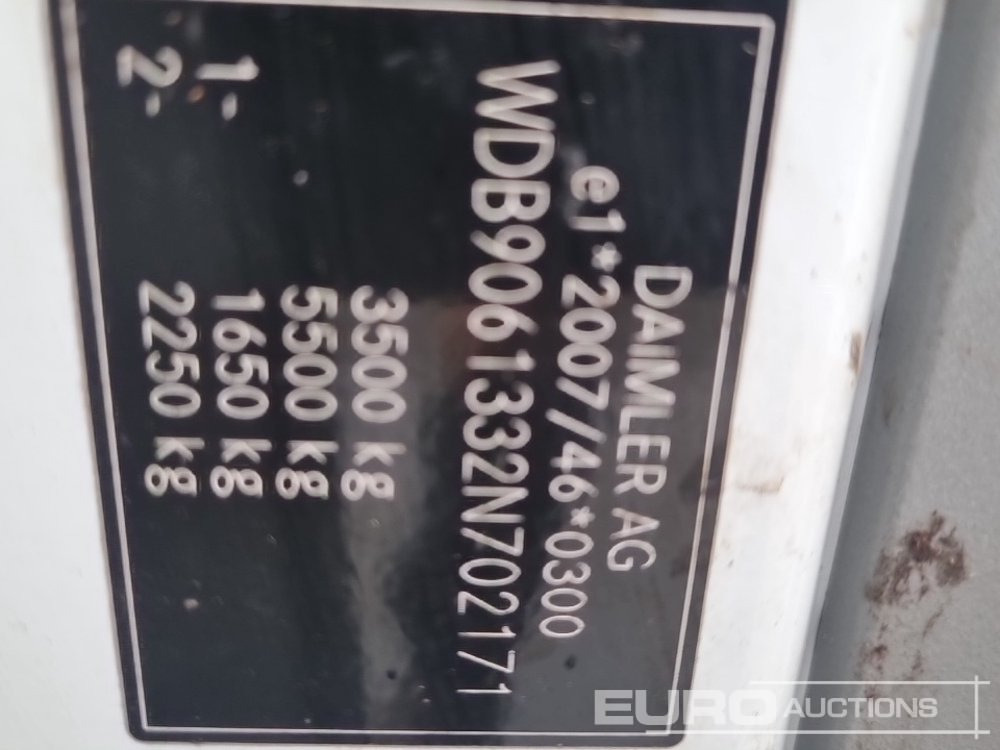 DAIMLER AG
e1*2007/46*0300
WDB9061332N702171
3500 kg
5500 kg
1- 1650 kg
2- 2250 kg
EURO AUCTIONS